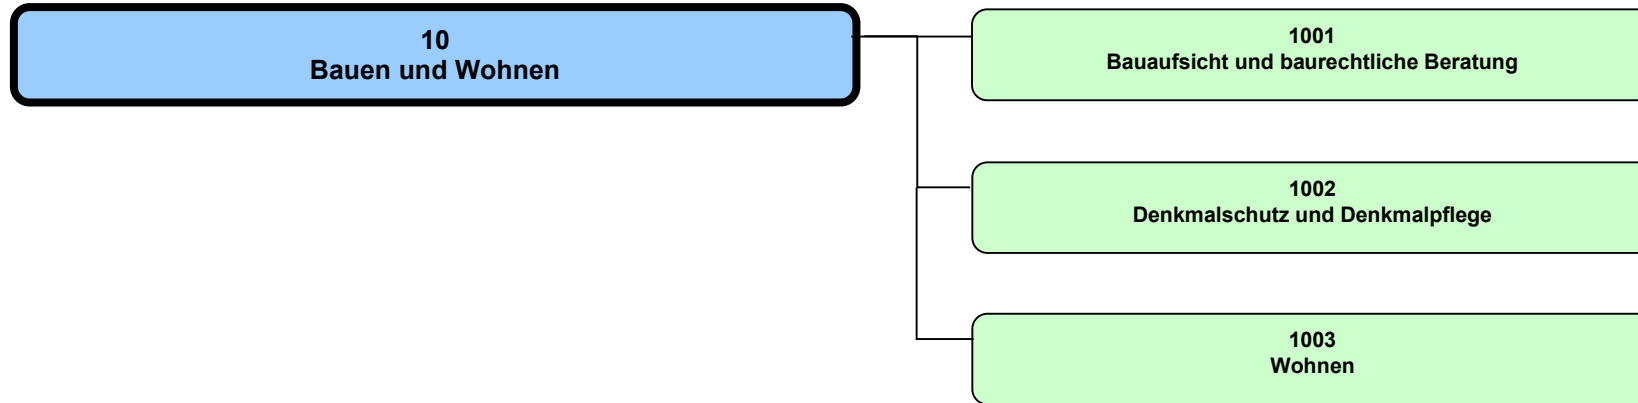 10
Bauen und Wohnen
1001
Bauaufsicht und baurechtliche Beratung
1002
Denkmalschutz und Denkmalpflege
1003
Wohnen